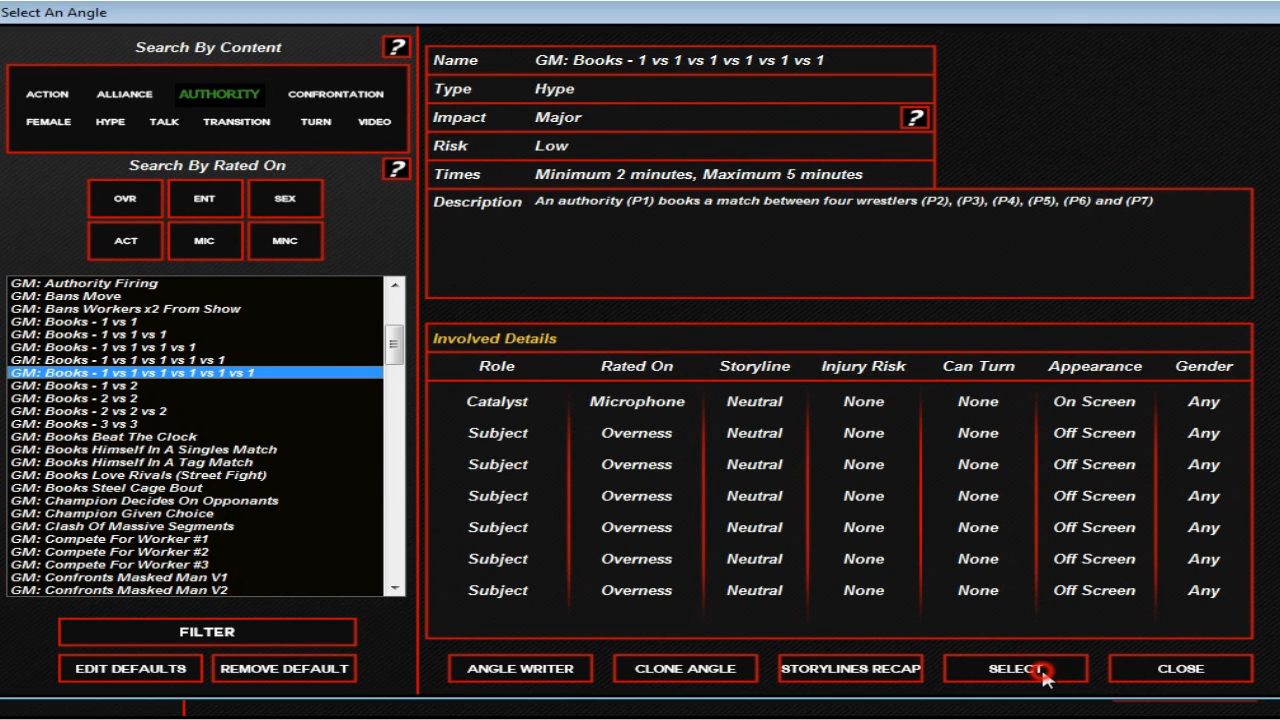 Select An Angle
Search By Content
?
ACTION ALLIANCE AUTHORITY CONFRONTATION
FEMALE HYPE TALK TRANSITION TURN VIDEO
Search By Rated On
?
OVR ENT SEX
ACT MIC MNC
GM: Authority Firing
GM: Bans Move
GM: Bans Workers x2 From Show
GM: Books - 1 vs 1
GM: Books - 1 vs 1 vs 1
GM: Books - 1 vs 1 vs 1 vs 1
GM: Books - 1 vs 1 vs 1 vs 1 vs 1
GM: Books - 1 vs 1 vs 1 vs 1 vs 1 vs 1
GM: Books - 1 vs 2
GM: Books - 2 vs 2
GM: Books - 2 vs 2 vs 2
GM: Books - 3 vs 3
GM: Books Beat The Clock
GM: Books Himself In A Singles Match
GM: Books Himself In A Tag Match
GM: Books Love Rivals (Street Fight)
GM: Books Steel Cage Bout
GM: Champion Decides On Opponants
GM: Champion Given Choice
GM: Clash Of Massive Segments
GM: Compete For Worker #1
GM: Compete For Worker #2
GM: Compete For Worker #3
GM: Confronts Masked Man V1
GM: Confronts Masked Man V2
FILTER
EDIT DEFAULTS REMOVE DEFAULT
Name GM: Books - 1 vs 1 vs 1 vs 1 vs 1 vs 1
Type Hype
Impact Major ?
Risk Low
Times Minimum 2 minutes, Maximum 5 minutes
Description An authority (P1) books a match between four wrestlers (P2), (P3), (P4), (P5), (P6) and (P7)
Involved Details
Role Rated On Storyline Injury Risk Can Turn Appearance Gender
Catalyst Microphone Neutral None None On Screen Any
Subject Overness Neutral None None Off Screen Any
Subject Overness Neutral None None Off Screen Any
Subject Overness Neutral None None Off Screen Any
Subject Overness Neutral None None Off Screen Any
Subject Overness Neutral None None Off Screen Any
Subject Overness Neutral None None Off Screen Any
ANGLE WRITER CLONE ANGLE STORYLINES RECAP SELECT CLOSE